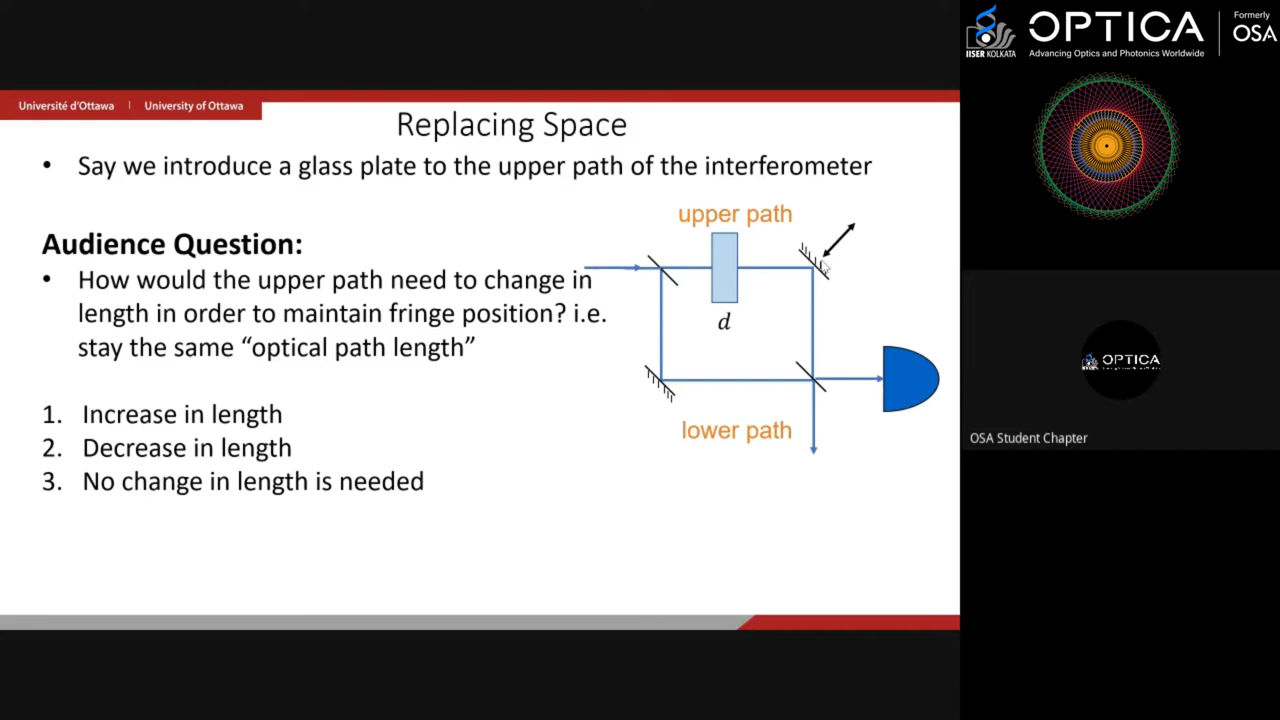 Université d'Ottawa | University of Ottawa
Replacing Space
• Say we introduce a glass plate to the upper path of the interferometer
Audience Question:
• How would the upper path need to change in
length in order to maintain fringe position? i.e.
stay the same “optical path length”
1. Increase in length
2. Decrease in length
3. No change in length is needed
upper path
d
lower path
IISER KOLKATA
OPTICA
Advancing Optics and Photonics Worldwide
Formerly
OSA
OPTICA
OSA Student Chapter